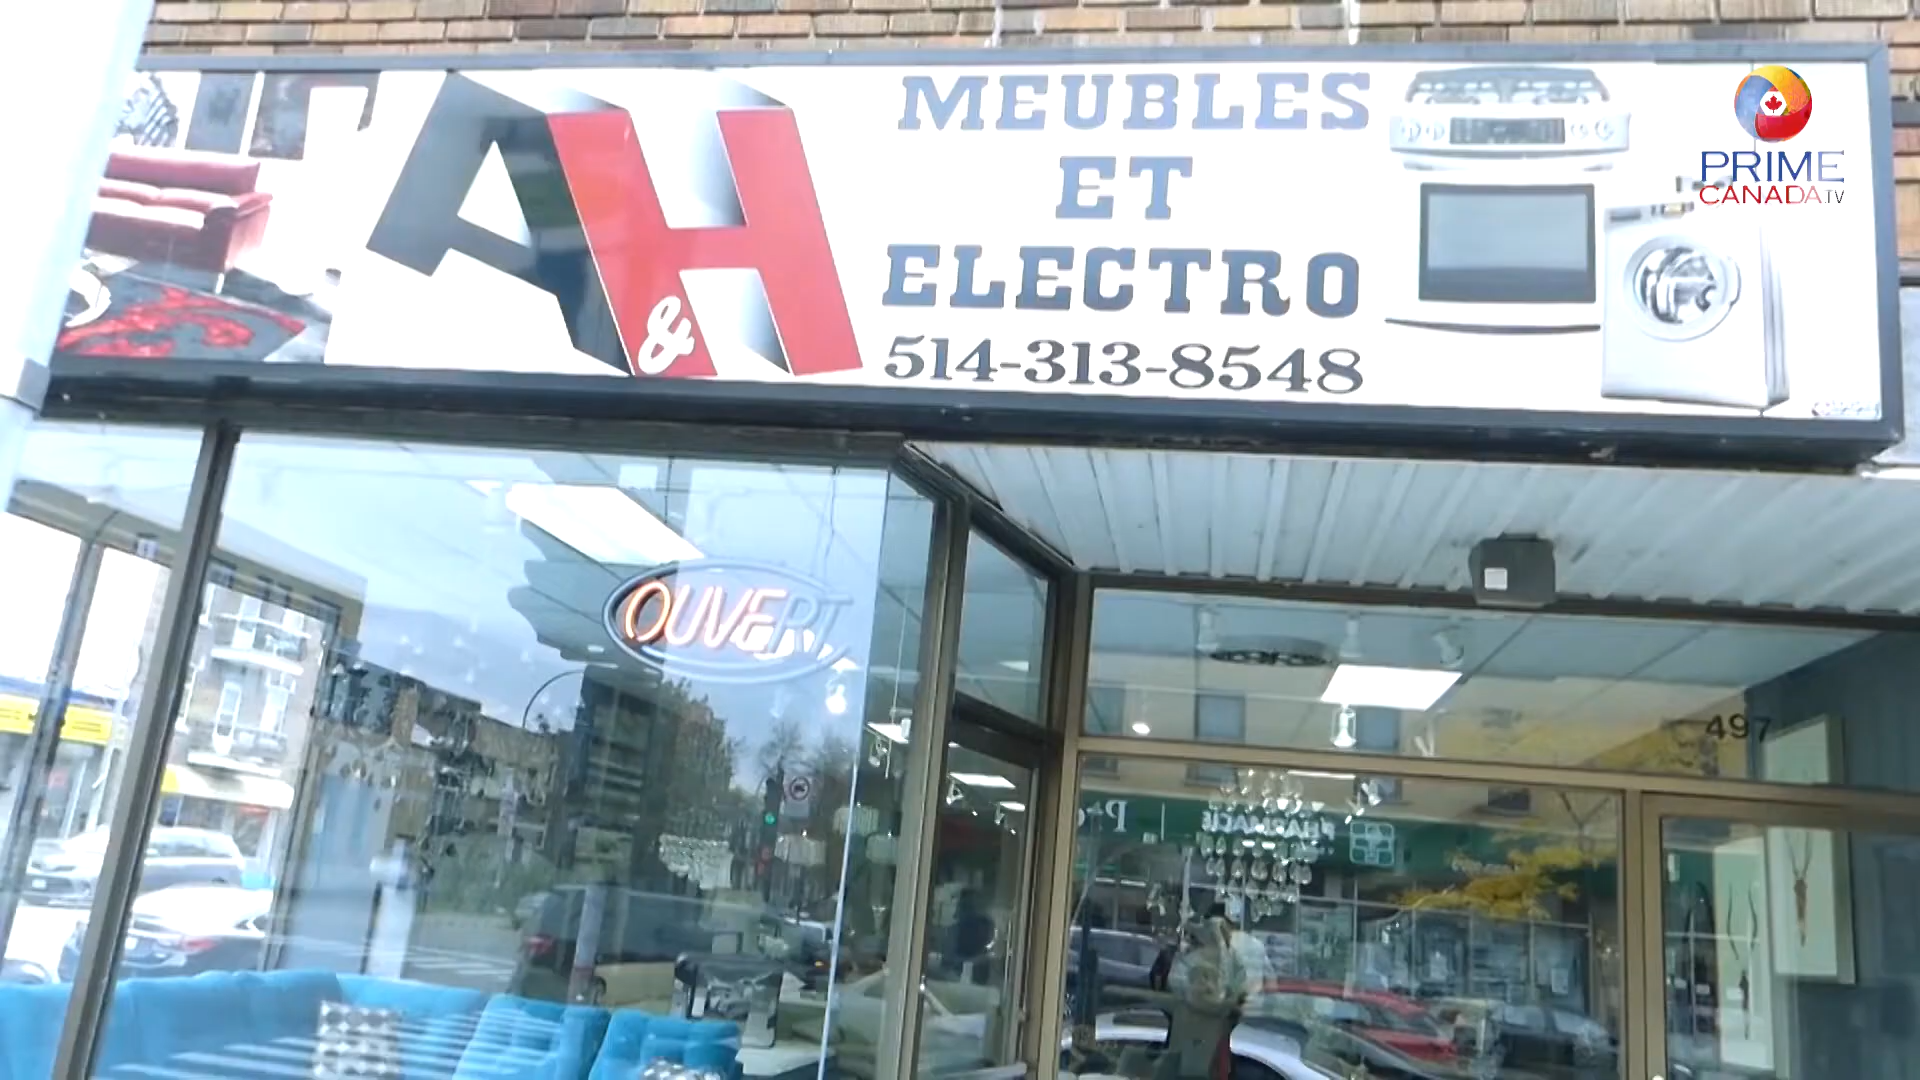 A&H
MEUBLES
ET
ELECTRO
514-313-8548
PRIME
CANADA.TV
OUVERT
497
PHARMACIE